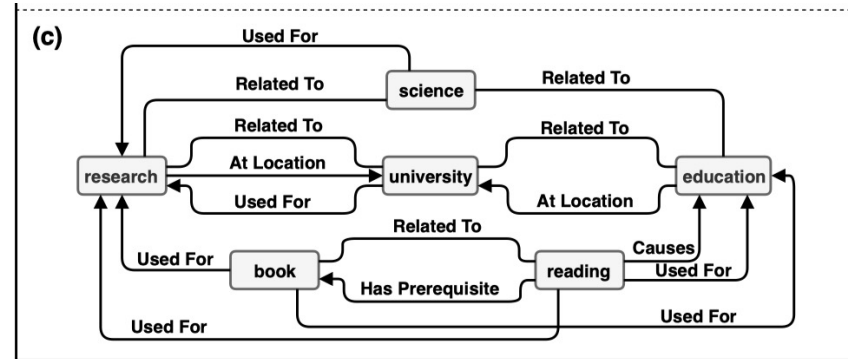 (c)
Used For
Related To
science
Related To
Related To
Related To
research
At Location
university
education
Used For
At Location
Related To
Causes
Used For
book
reading
Used For
Has Prerequisite
Used For
Used For